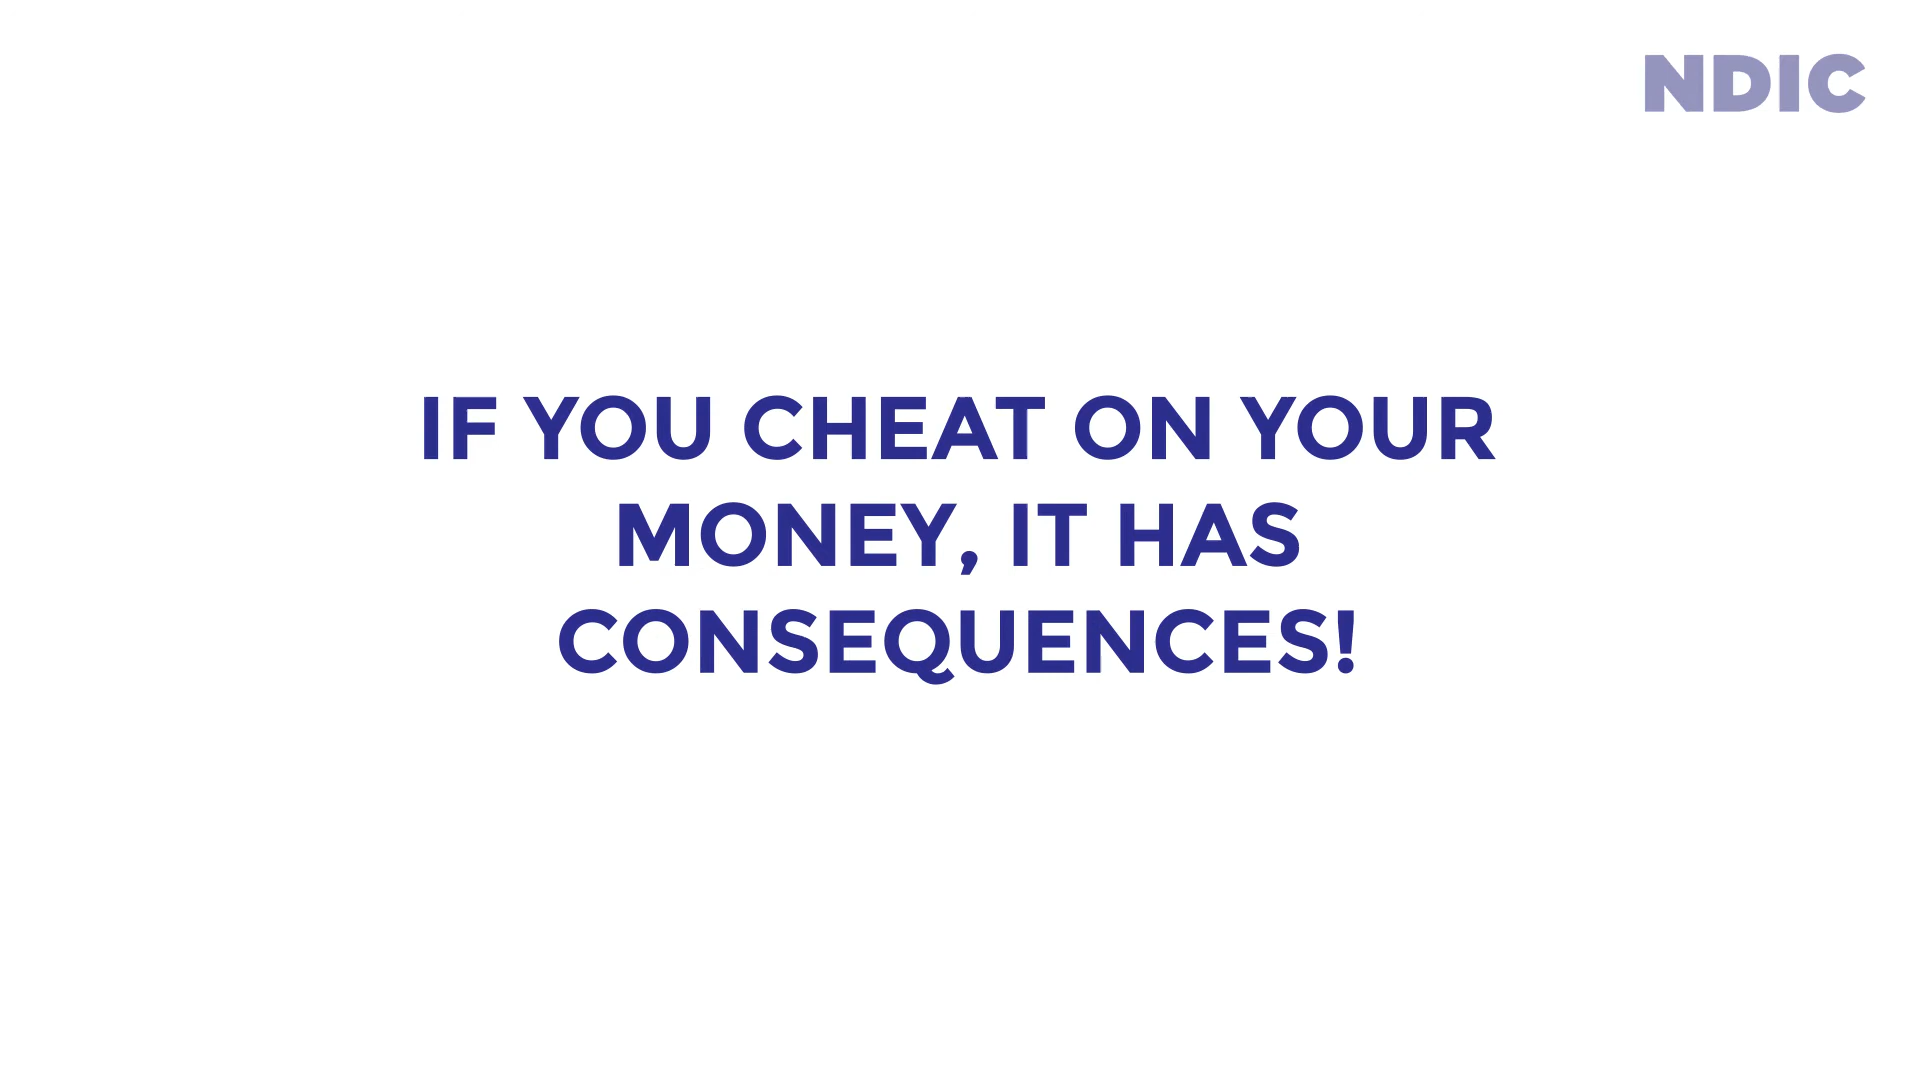 NDIC
IF YOU CHEAT ON YOUR
MONEY, IT HAS
CONSEQUENCES!